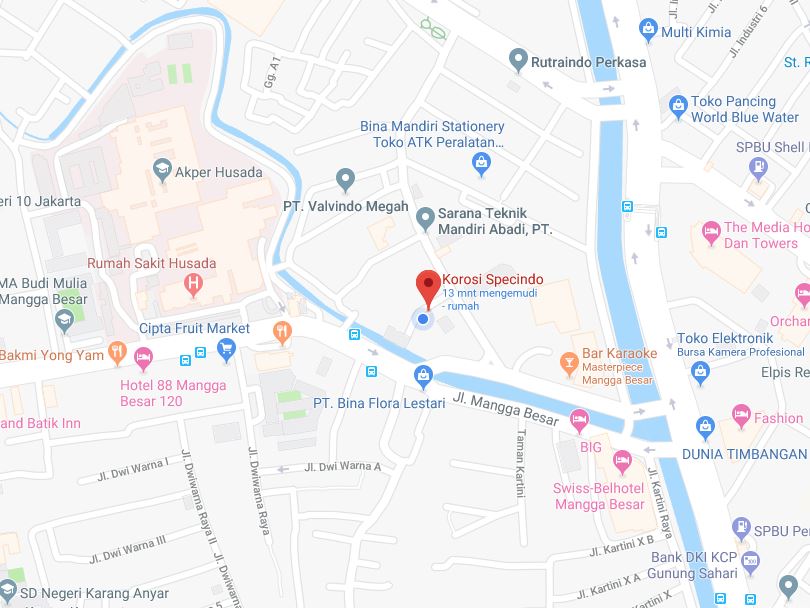 Multi Kimia
Jl. Industri 6
Rutraindo Perkasa
St. R
Gg. A1
Toko Pancing
World Blue Water
Bina Mandiri Stationery
Toko ATK Peralatan...
SPBU Shell
Akper Husada
eri 10 Jakarta
PT. Valvindo Megah
Sarana Teknik
Mandiri Abadi, PT.
The Media Ho
Dan Towers
Rumah Sakit Husada
H
MA Budi Mulia
Mangga Besar
Korosi Specindo
13 mnt mengemudi
- rumah
Orchar
Cipta Fruit Market
Toko Elektronik
Bursa Kamera Profesional
Bakmi Yong Yam
Bar Karaoke
Masterpiece
Mangga Besar
Elpis Re
Hotel 88 Mangga
Besar 120
PT. Bina Flora Lestari
Jl. Mangga Besar
and Batik Inn
Fashion
BIG
DUNIA TIMBANGAN
Taman Kartini
Jl. Dwi Warna I
Jl. Dwi Warna A
Jl. Dwiwarna Raya II
Jl. Dwiwarna Raya
Swiss-Belhotel
Mangga Besar
Jl. Kartini Raya
SPBU Per
Jl. Dwi Warna III
Jl. Kartini X B
Bank DKI KCP
Gunung Sahari
Jl. Kartini X A
Jl. Kartini X
SD Negeri Karang Anyar
Jl. Dwiwarna